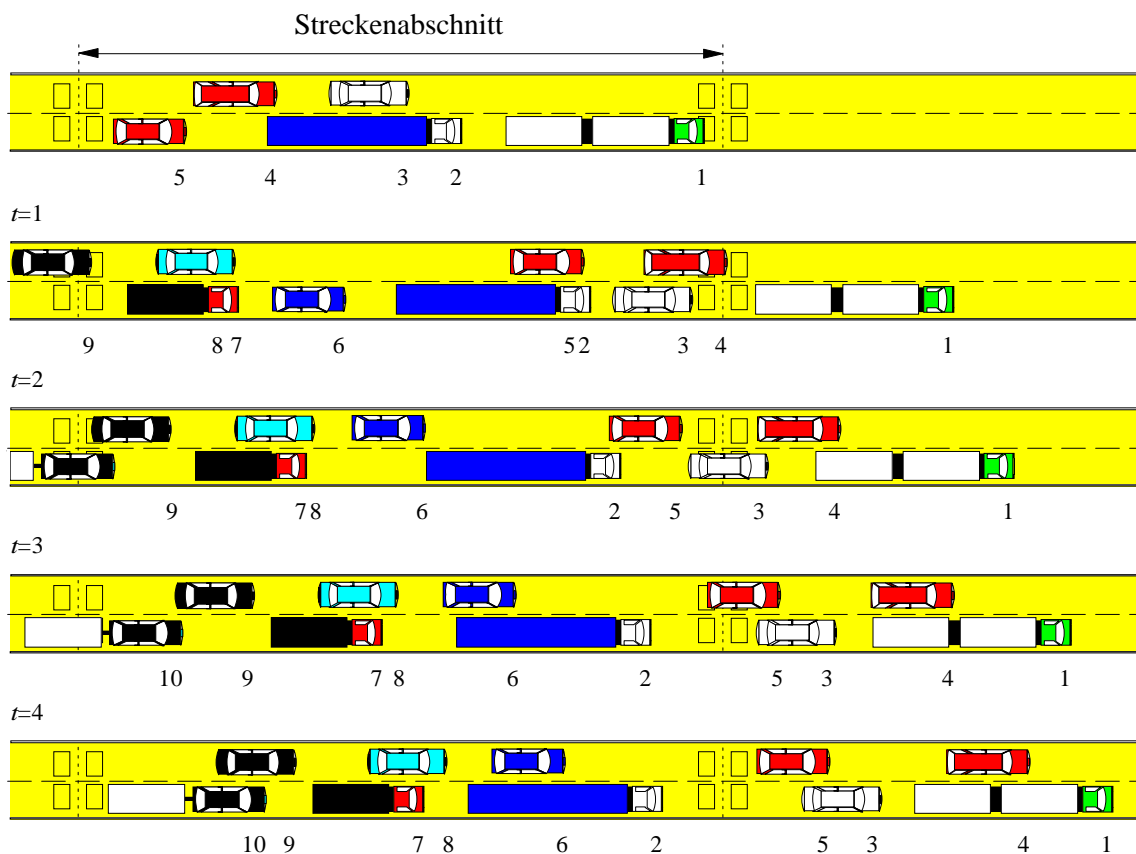 Streckenabschnitt
5 4 3 2 1
t=1
9 8 7 6 5 2 3 4 1
t=2
9 7 8 6 2 5 3 4 1
t=3
10 9 7 8 6 2 5 3 4 1
t=4
10 9 7 8 6 2 5 3 4 1